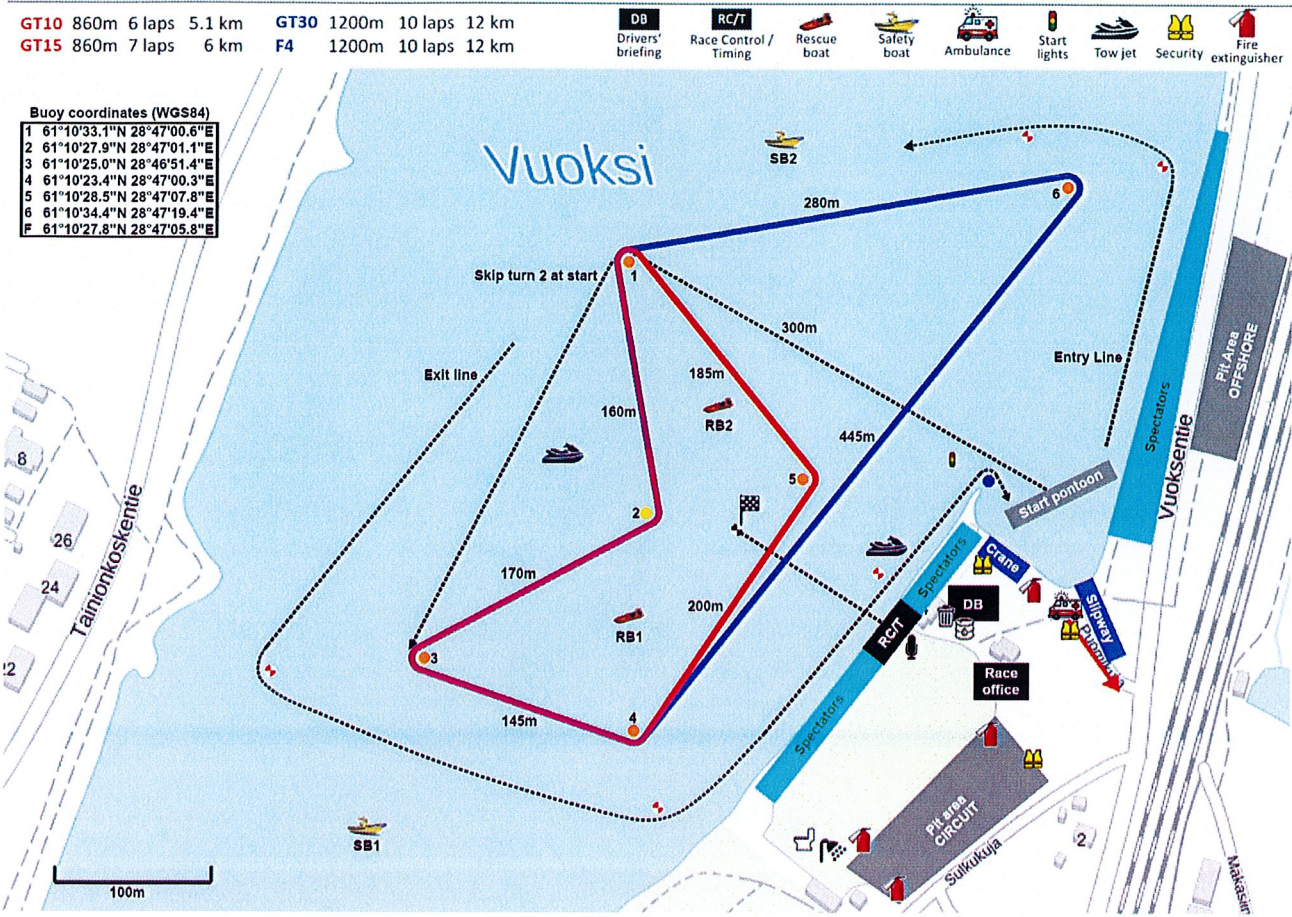 GT10 860m 6 laps 5.1 km
GT15 860m 7 laps 6 km
GT30 1200m 10 laps 12 km
F4 1200m 10 laps 12 km
DB
Drivers'
briefing
RC/T
Race Control /
Timing
Rescue
boat
Safety
boat
Ambulance
Start
lights
Tow jet
Security
Fire
extinguisher
Buoy coordinates (WGS84)
1 61°10'33.1"N 28°47'00.6"E
2 61°10'27.9"N 28°47'01.1"E
3 61°10'25.0"N 28°46'51.4"E
4 61°10'23.4"N 28°47'00.3"E
5 61°10'28.5"N 28°47'07.8"E
6 61°10'34.4"N 28°47'19.4"E
F 61°10'27.8"N 28°47'05.8"E
Vuoksi
SB2
280m
6
Skip turn 2 at start
1
300m
Exit line
185m
Entry Line
Pit Area
OFFSHORE
Spectators
160m
RB2
445m
Vuoksentie
8
5
2
Start pontoon
26
Tainionkoskentie
24
170m
Spectators
Crane
DB
Slipway
200m
RB1
RC/T
22
3
Race
office
145m
4
Spectators
Pit area
CIRCUIT
SB1
2
Sulkukuja
100m